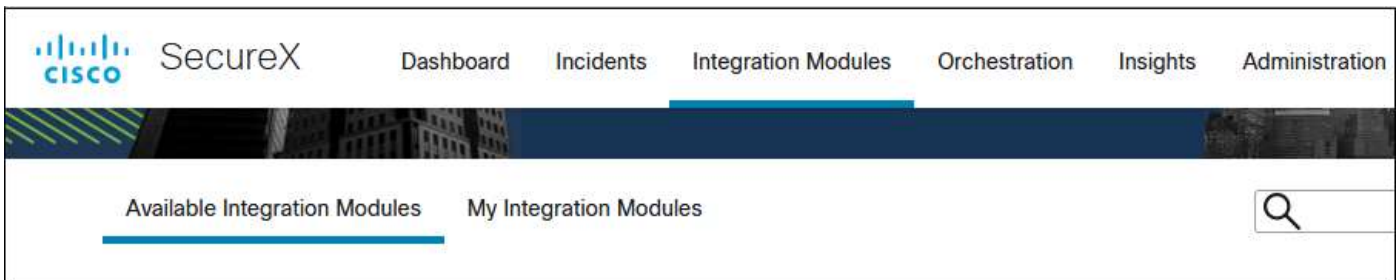 CISCO SecureX Dashboard Incidents Integration Modules Orchestration Insights Administration
Available Integration Modules My Integration Modules